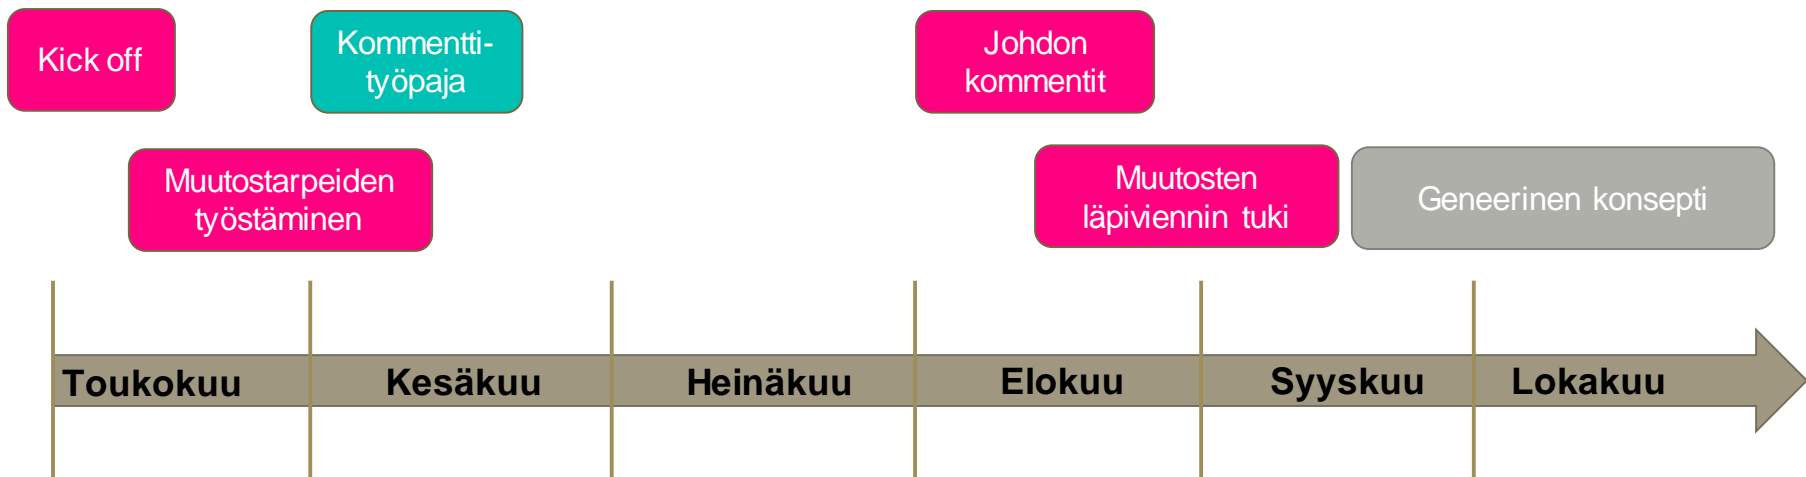 Kick off
Kommentti-
työpaja
Johdon
kommentit
Muutostarpeiden
työstäminen
Muutosten
läpiviennin tuki
Geneerinen konsepti
Toukokuu
Kesäkuu
Heinäkuu
Elokuu
Syyskuu
Lokakuu